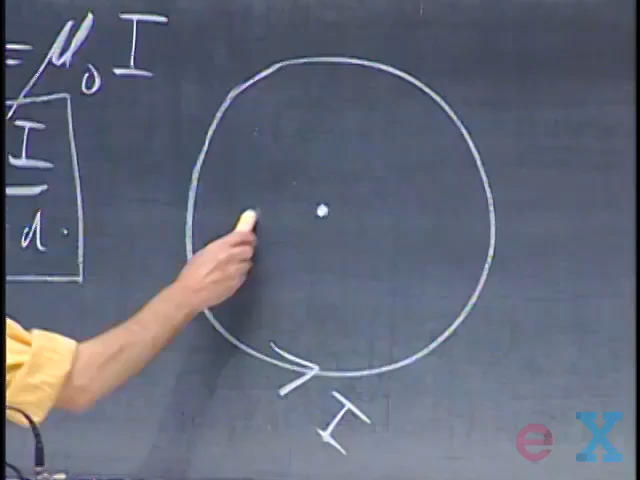 = μ₀ I
I
d.
I
eX